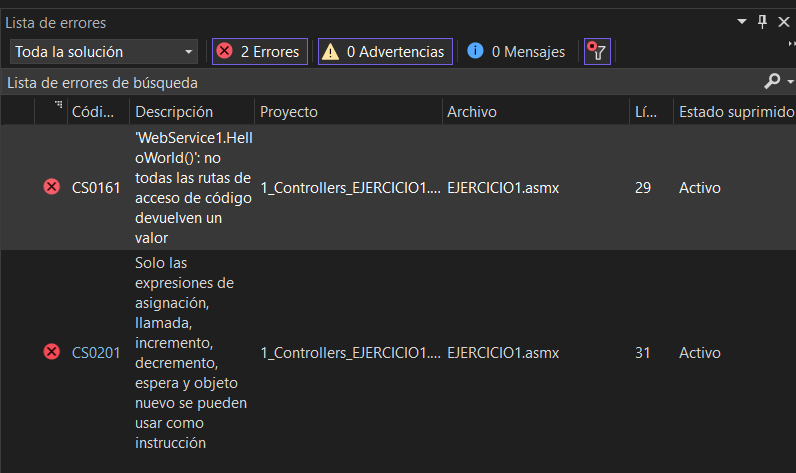 Lista de errores
Toda la solución
2 Errores
0 Advertencias
0 Mensajes
Lista de errores de búsqueda
Códi... Descripción Proyecto Archivo Lí... Estado suprimido
'WebService1.Hell
oWorld()': no
todas las rutas de
CS0161 acceso de código 1_Controllers_EJERCICIO1.... EJERCICIO1.asmx 29 Activo
devuelven un
valor
Solo las
expresiones de
asignación,
llamada,
incremento,
CS0201 decremento, 1_Controllers_EJERCICIO1.... EJERCICIO1.asmx 31 Activo
espera y objeto
nuevo se pueden
usar como
instrucción